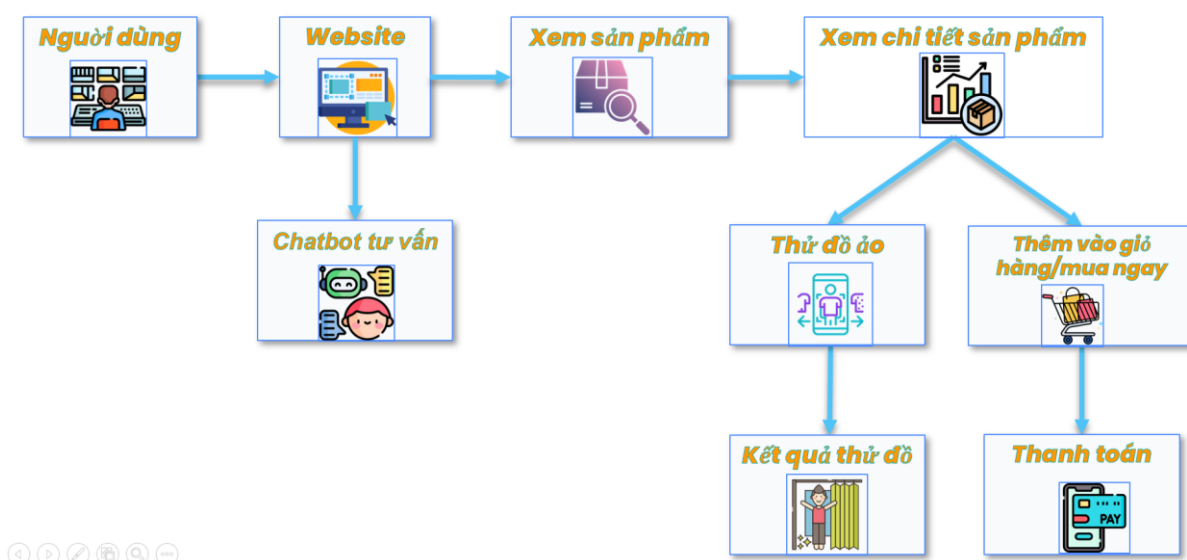 Người dùng
Website
Xem sản phẩm
Xem chi tiết sản phẩm
Chatbot tư vấn
Thử đồ ảo
Thêm vào giỏ
hàng/mua ngay
Kết quả thử đồ
Thanh toán
PAY